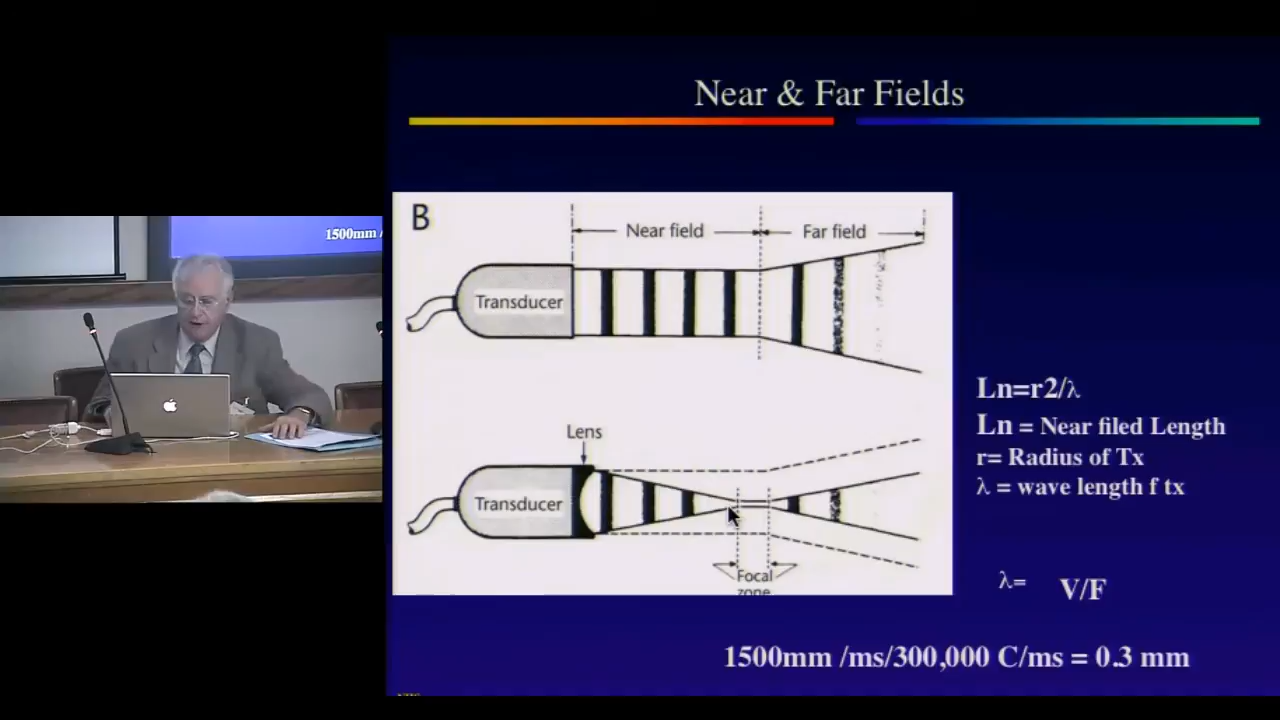 Near & Far Fields
B
Near field
Far field
Transducer
1500mm /
Lens
Transducer
Focal
zone
Ln=r2/λ
Ln = Near filed Length
r= Radius of Tx
λ = wave length f tx
λ= V/F
1500mm /ms/300,000 C/ms = 0.3 mm